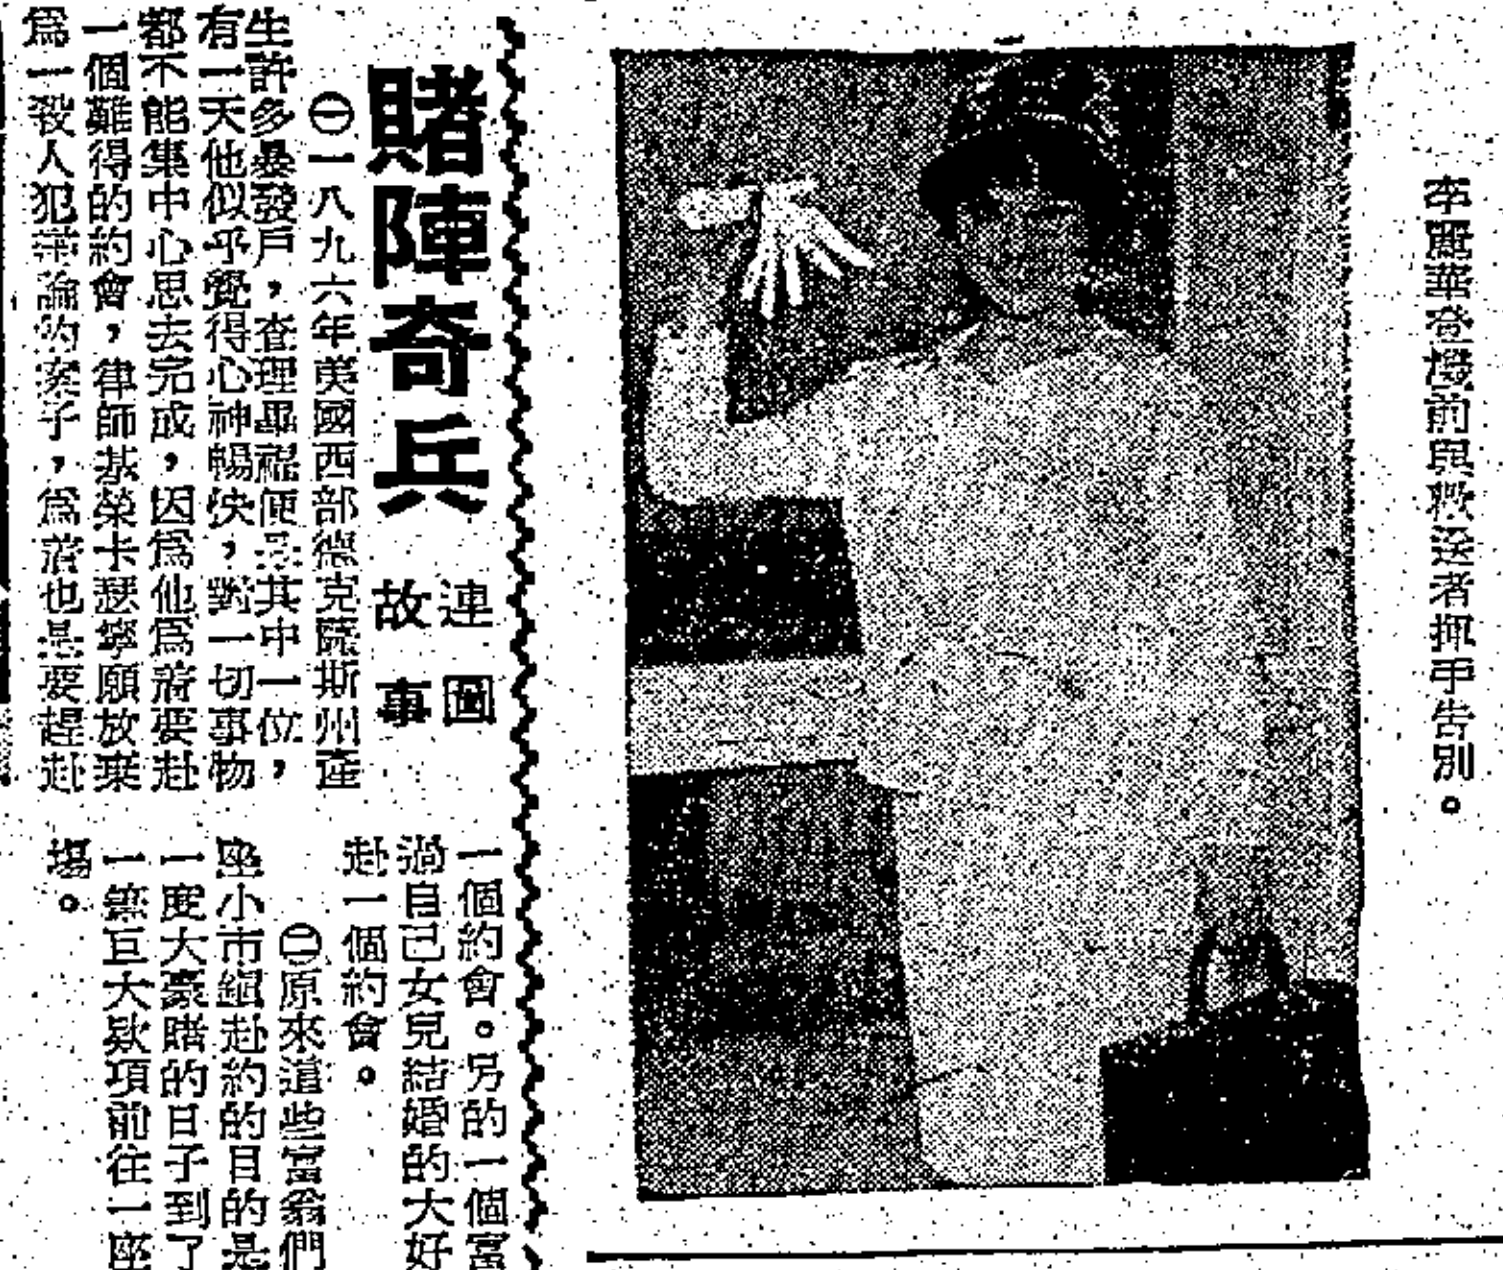 李麗華登機前與歡送者揮手告別。
賭陣奇兵
連圖
故事
㊀一八九六年美國西部德克薩斯州產
生許多暴發戶，查理畢福便是其中一位，
有一天他似乎覺得心神暢快，對一切事物
都不能集中心思去完成，因爲他爲着要赴
一個難得的約會，律師基榮卡瑟寧願放棄
爲一殺人犯辯論的案子，爲着也是要趕赴
一個約會。另的一個富
過自己女兒結婚的大好
赴一個約會。
㊁原來這些富翁們
座小市鎮赴約的目的是
一度大豪賭的日子到了
一筆巨大欵項前往一座
場。